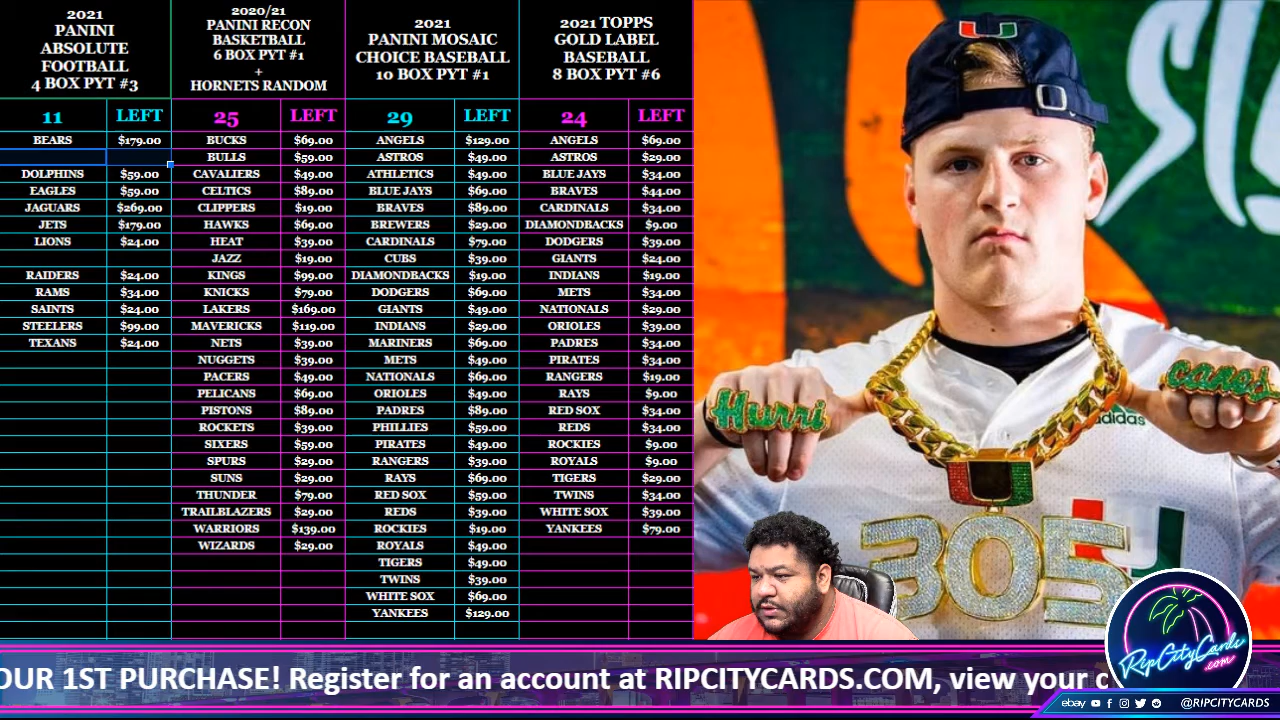 2021
PANINI
ABSOLUTE
FOOTBALL
4 BOX PYT #3
11 LEFT
BEARS $179.00
DOLPHINS $59.00
EAGLES $59.00
JAGUARS $269.00
JETS $179.00
LIONS $24.00
RAIDERS $24.00
RAMS $34.00
SAINTS $24.00
STEELERS $99.00
TEXANS $24.00
2020/21
PANINI RECON
BASKETBALL
6 BOX PYT #1
+
HORNETS RANDOM
25 LEFT
BUCKS $69.00
BULLS $59.00
CAVALIERS $49.00
CELTICS $89.00
CLIPPERS $19.00
HAWKS $69.00
HEAT $39.00
JAZZ $19.00
KINGS $99.00
KNICKS $79.00
LAKERS $169.00
MAVERICKS $119.00
NETS $39.00
NUGGETS $39.00
PACERS $49.00
PELICANS $69.00
PISTONS $89.00
ROCKETS $39.00
SIXERS $59.00
SPURS $29.00
SUNS $29.00
THUNDER $79.00
TRAILBLAZERS $29.00
WARRIORS $139.00
WIZARDS $29.00
2021
PANINI MOSAIC
CHOICE BASEBALL
10 BOX PYT #1
29 LEFT
ANGELS $129.00
ASTROS $49.00
ATHLETICS $49.00
BLUE JAYS $69.00
BRAVES $89.00
BREWERS $29.00
CARDINALS $79.00
CUBS $39.00
DIAMONDBACKS $19.00
DODGERS $69.00
GIANTS $49.00
INDIANS $29.00
MARINERS $69.00
METS $49.00
NATIONALS $69.00
ORIOLES $49.00
PADRES $89.00
PHILLIES $59.00
PIRATES $49.00
RANGERS $39.00
RAYS $69.00
RED SOX $59.00
REDS $39.00
ROCKIES $19.00
ROYALS $49.00
TIGERS $49.00
TWINS $39.00
WHITE SOX $69.00
YANKEES $129.00
2021 TOPPS
GOLD LABEL
BASEBALL
8 BOX PYT #6
24 LEFT
ANGELS $69.00
ASTROS $29.00
BLUE JAYS $34.00
BRAVES $44.00
CARDINALS $34.00
DIAMONDBACKS $9.00
DODGERS $39.00
GIANTS $24.00
INDIANS $19.00
METS $34.00
NATIONALS $29.00
ORIOLES $39.00
PADRES $34.00
PIRATES $34.00
RANGERS $19.00
RAYS $9.00
RED SOX $34.00
REDS $34.00
ROCKIES $9.00
ROYALS $9.00
TIGERS $29.00
TWINS $34.00
WHITE SOX $39.00
YANKEES $79.00
Hurri
canes
adidas
305
OUR 1ST PURCHASE! Register for an account at RIPCITYCARDS.COM, view your c
RipCityCards
.com
ebay @RIPCITYCARDS